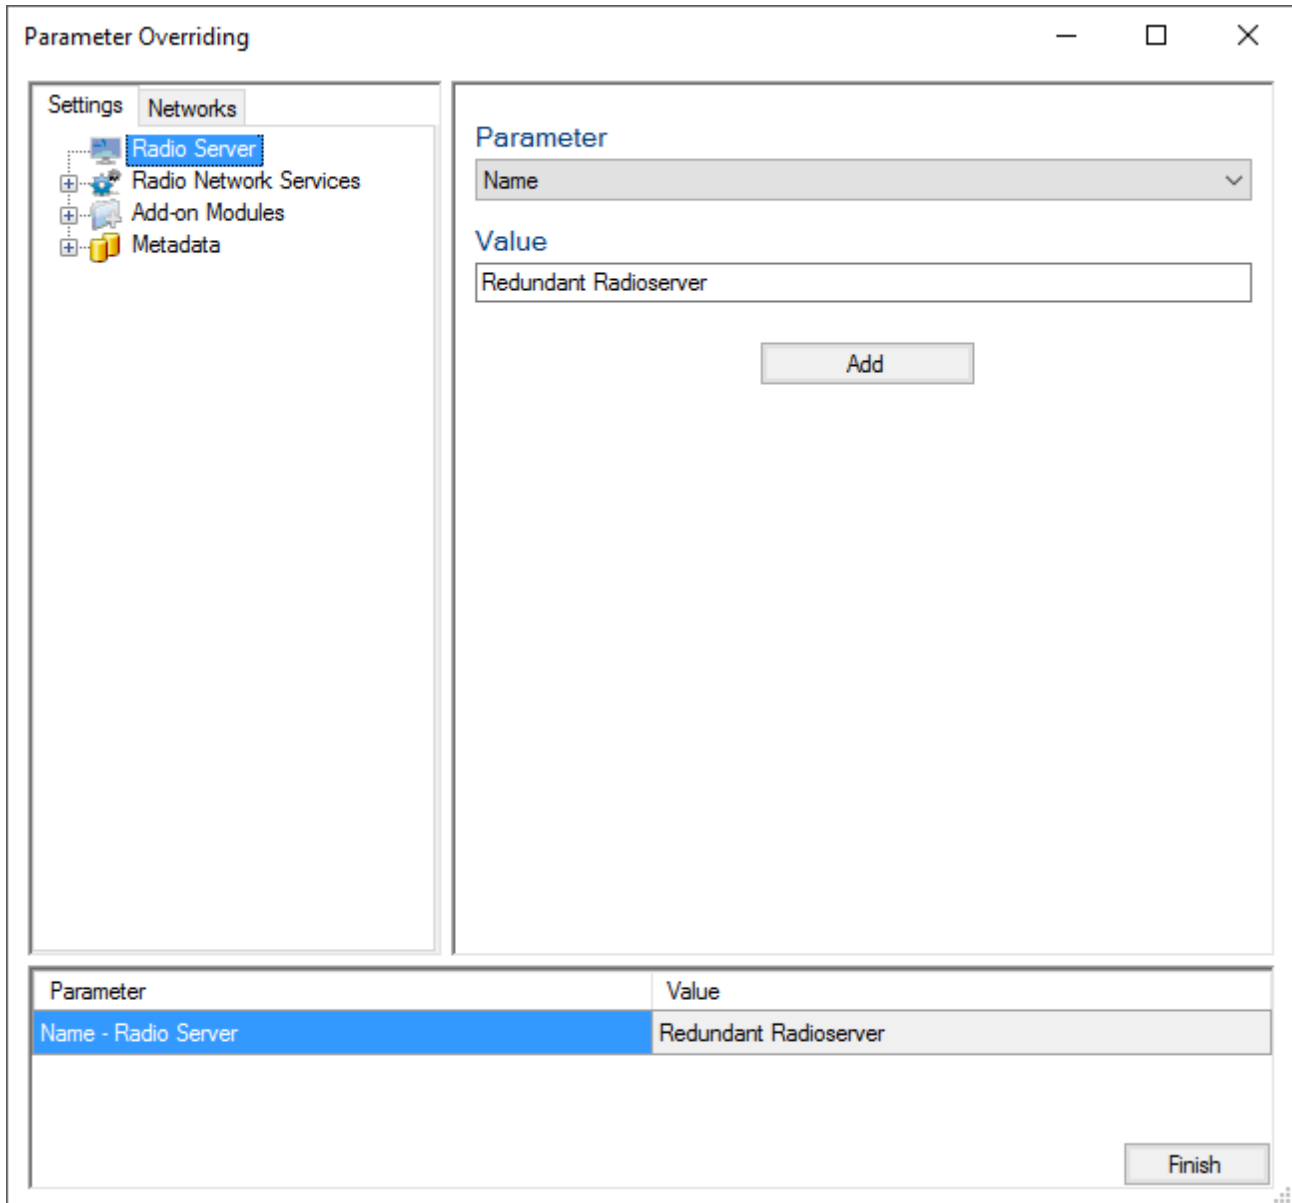 Parameter Overriding
Settings Networks
Radio Server
Radio Network Services
Add-on Modules
Metadata
Parameter
Name
Value
Redundant Radioserver
Add
Parameter Value
Name - Radio Server Redundant Radioserver
Finish